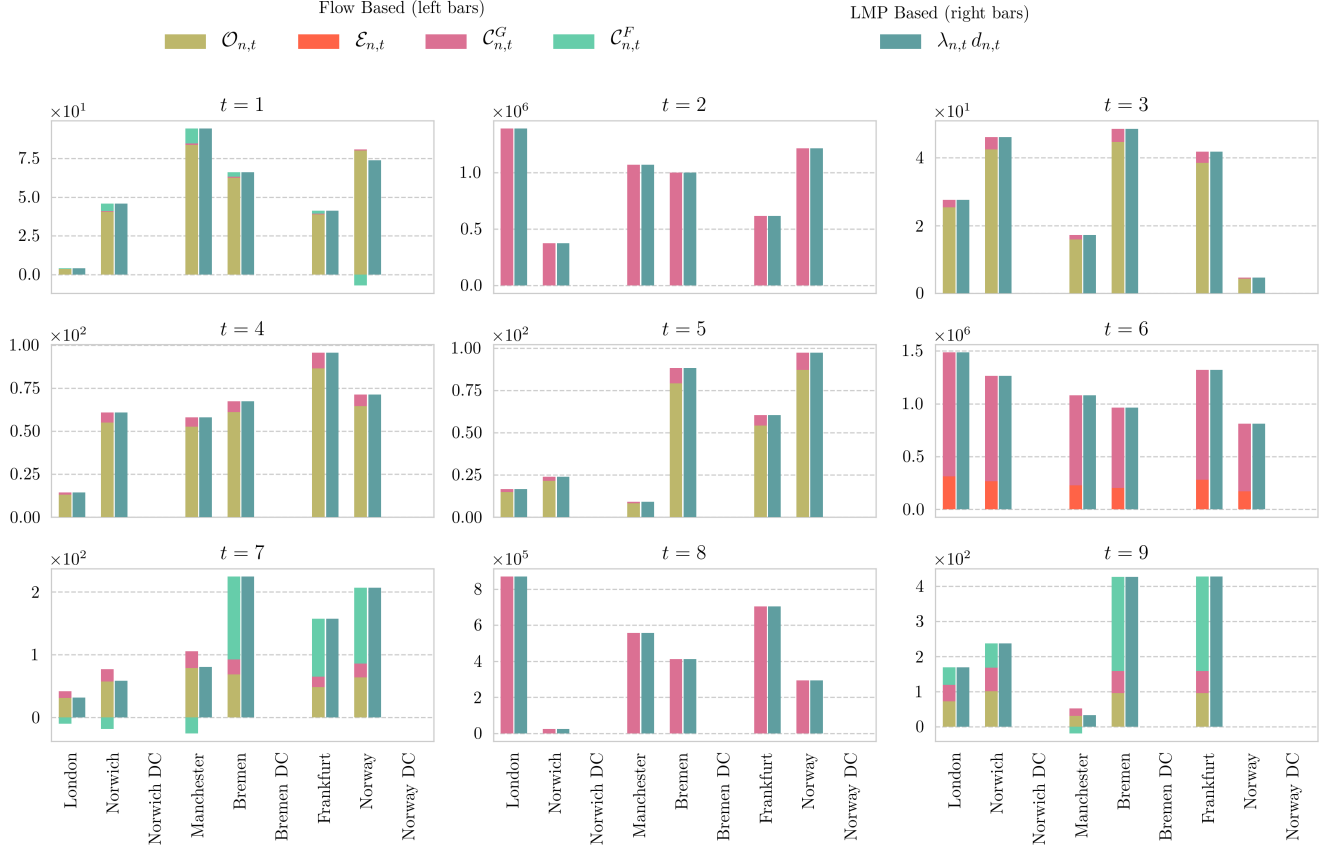 Flow Based (left bars)
LMP Based (right bars)
𝒪n,t ℰn,t 𝒞^G n,t 𝒞^F n,t λn,t dn,t
t = 1
×10¹
7.5
5.0
2.5
0.0
t = 2
×10⁶
1.0
0.5
0.0
t = 3
×10¹
4
2
0
t = 4
×10²
1.00
0.75
0.50
0.25
0.00
t = 5
×10²
1.00
0.75
0.50
0.25
0.00
t = 6
×10⁶
1.5
1.0
0.5
0.0
t = 7
×10²
2
1
0
London
Norwich
Norwich DC
Manchester
Bremen
Bremen DC
Frankfurt
Norway
Norway DC
t = 8
×10⁵
8
6
4
2
0
London
Norwich
Norwich DC
Manchester
Bremen
Bremen DC
Frankfurt
Norway
Norway DC
t = 9
×10²
4
3
2
1
0
London
Norwich
Norwich DC
Manchester
Bremen
Bremen DC
Frankfurt
Norway
Norway DC